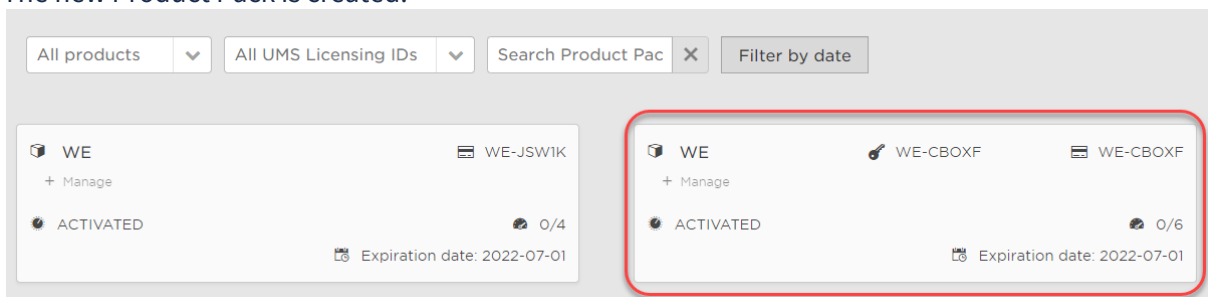 The new Product Pack is created.
All products
All UMS Licensing IDs
Search Product Pac
Filter by date
WE
WE-JSW1K
+ Manage
ACTIVATED
0/4
Expiration date: 2022-07-01
WE
WE-CBOXF
WE-CBOXF
+ Manage
ACTIVATED
0/6
Expiration date: 2022-07-01